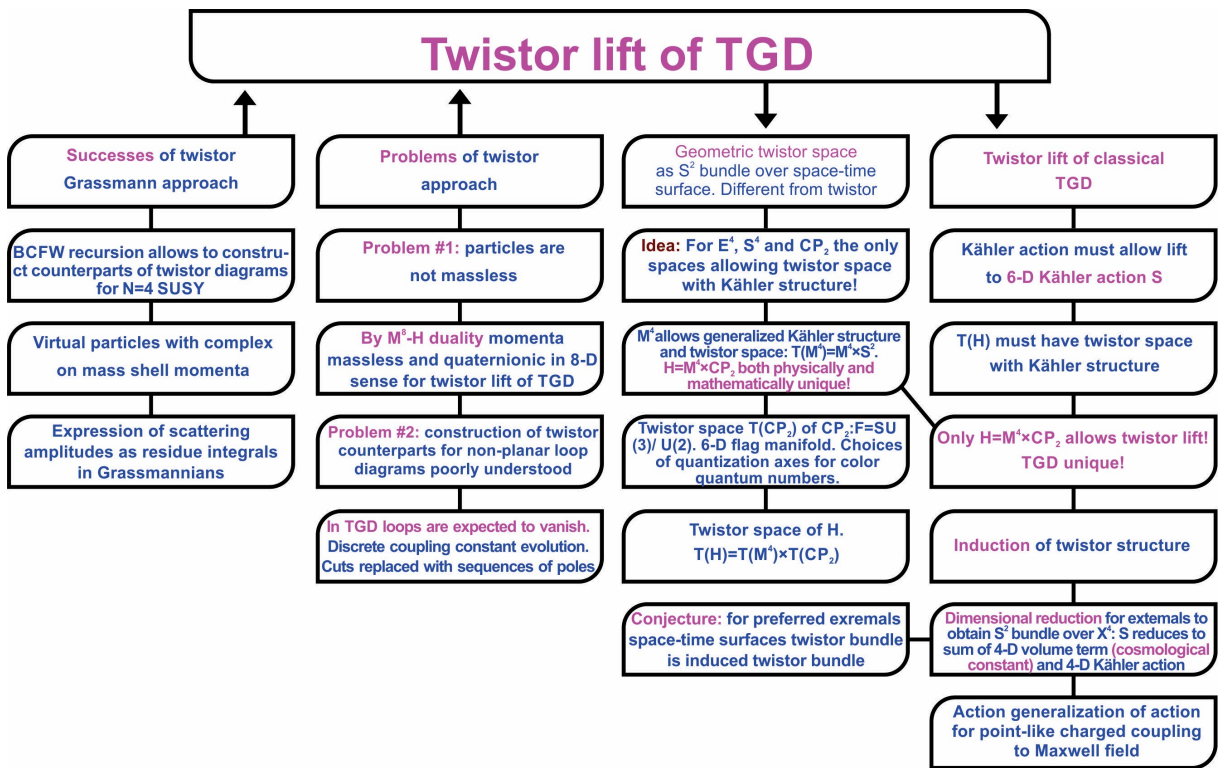 Twistor lift of TGD
Successes of twistor
Grassmann approach
BCFW recursion allows to constru-
ct counterparts of twistor diagrams
for N=4 SUSY
Virtual particles with complex
on mass shell momenta
Expression of scattering
amplitudes as residue integrals
in Grassmannians
Problems of twistor
approach
Problem #1: particles are
not massless
By M⁸-H duality momenta
massless and quaternionic in 8-D
sense for twistor lift of TGD
Problem #2: construction of twistor
counterparts for non-planar loop
diagrams poorly understood
In TGD loops are expected to vanish.
Discrete coupling constant evolution.
Cuts replaced with sequences of poles
Geometric twistor space
as S² bundle over space-time
surface. Different from twistor
Idea: For E⁴, S⁴ and CP₂ the only
spaces allowing twistor space
with Kähler structure!
M⁴allows generalized Kähler structure
and twistor space: T(M⁴)=M⁴×S².
H=M⁴×CP₂ both physically and
mathematically unique!
Twistor space T(CP₂) of CP₂:F=SU
(3)/ U(2). 6-D flag manifold. Choices
of quantization axes for color
quantum numbers.
Twistor space of H.
T(H)=T(M⁴)×T(CP₂)
Conjecture: for preferred exremals
space-time surfaces twistor bundle
is induced twistor bundle
Twistor lift of classical
TGD
Kähler action must allow lift
to 6-D Kähler action S
T(H) must have twistor space
with Kähler structure
Only H=M⁴×CP₂ allows twistor lift!
TGD unique!
Induction of twistor structure
Dimensional reduction for externals to
obtain S² bundle over X⁴: S reduces to
sum of 4-D volume term (cosmological
constant) and 4-D Kähler action
Action generalization of action
for point-like charged coupling
to Maxwell field